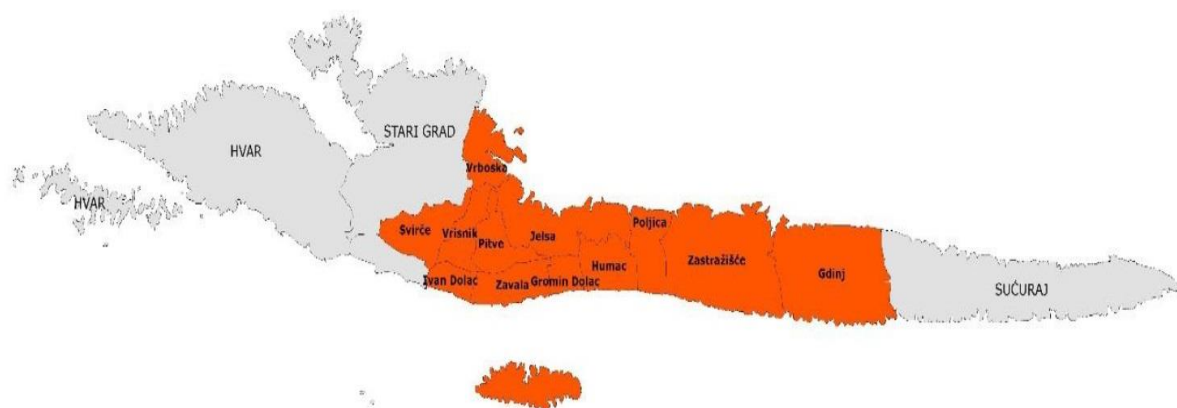 STARI GRAD
HVAR
HVAR
Vrboska
Svirče
Vrisnik
Pitve
Jelsa
Poljica
Humac
Zastražišće
Gdinj
Ivan Dolac
Zavala
Gromin Dolac
SUĆURAJ